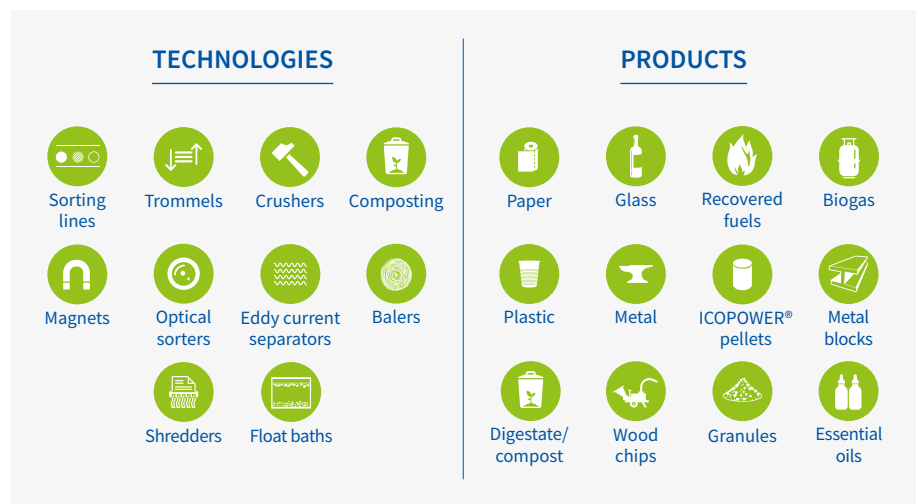 TECHNOLOGIES
Sorting
lines
Trommels
Crushers
Composting
Magnets
Optical
sorters
Eddy current
separators
Balers
Shredders
Float baths
PRODUCTS
Paper
Glass
Recovered
fuels
Biogas
Plastic
Metal
ICOPOWER®
pellets
Metal
blocks
Digestate/
compost
Wood
chips
Granules
Essential
oils